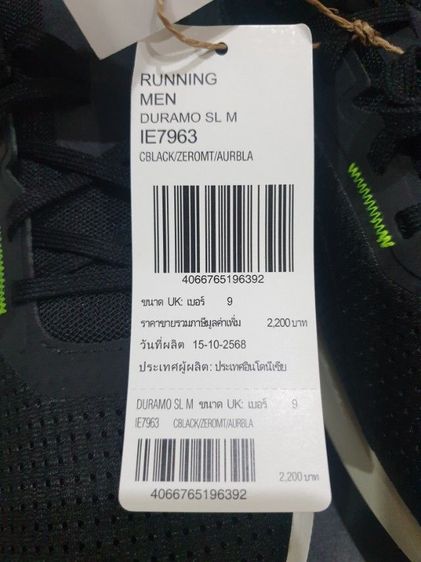 RUNNING
MEN
DURAMO SL M
IE7963
CBLACK/ZEROMT/AURBLA
4066765196392
ขนาด UK: เบอร์ 9
ราคาขายรวมภาษีมูลค่าเพิ่ม 2,200 บาท
วันที่ผลิต 15-10-2568
ประเทศผู้ผลิต: ประเทศอินโดนีเซีย
DURAMO SL M ขนาด UK: เบอร์ 9
IE7963 CBLACK/ZEROMT/AURBLA
2,200 บาท
4066765196392